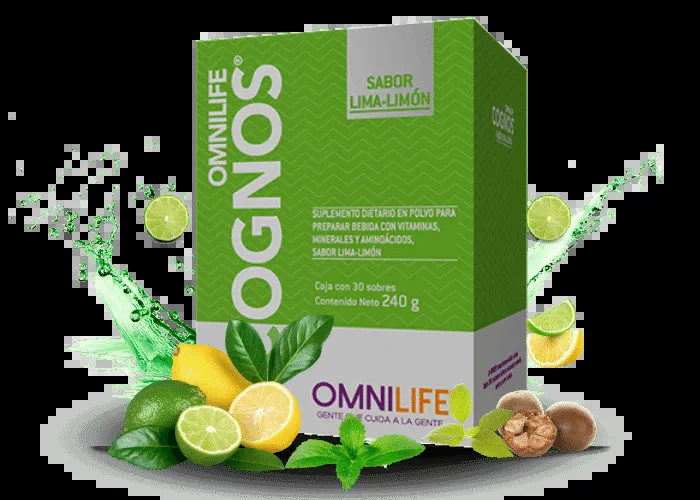 OMNILIFE
COGNOS®
SABOR
LIMA-LIMÓN
SUPLEMENTO DIETARIO EN POLVO PARA
PREPARAR BEBIDA CON VITAMINAS,
MINERALES Y AMINOÁCIDOS,
SABOR LIMA-LIMÓN
Caja con 30 sobres
Contenido Neto 240 g
OMNILIFE
GENTE QUE CUIDA A LA GENTE
COGNOS